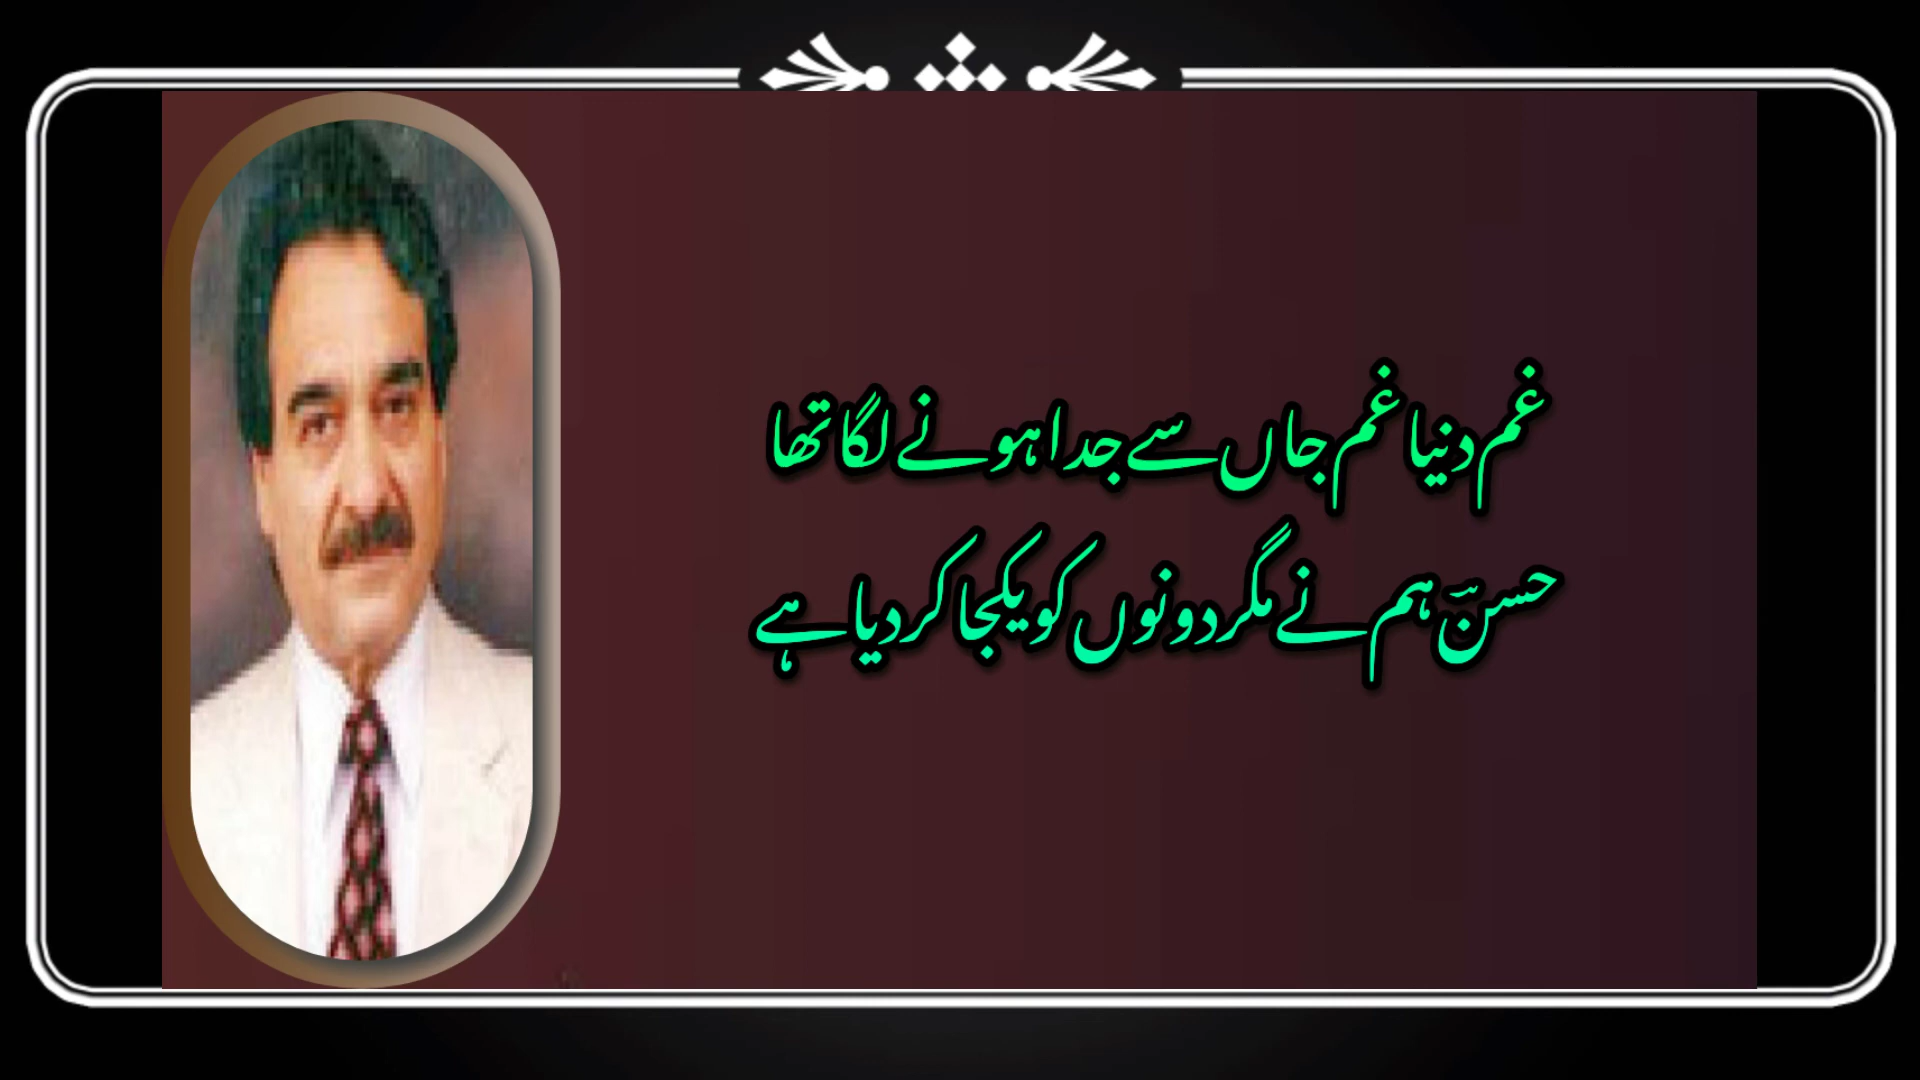 غم دنیا غم جاں سے جدا ہونے لگا تھا
حسنؔ ہم نے مگر دونوں کو یکجا کر دیا ہے